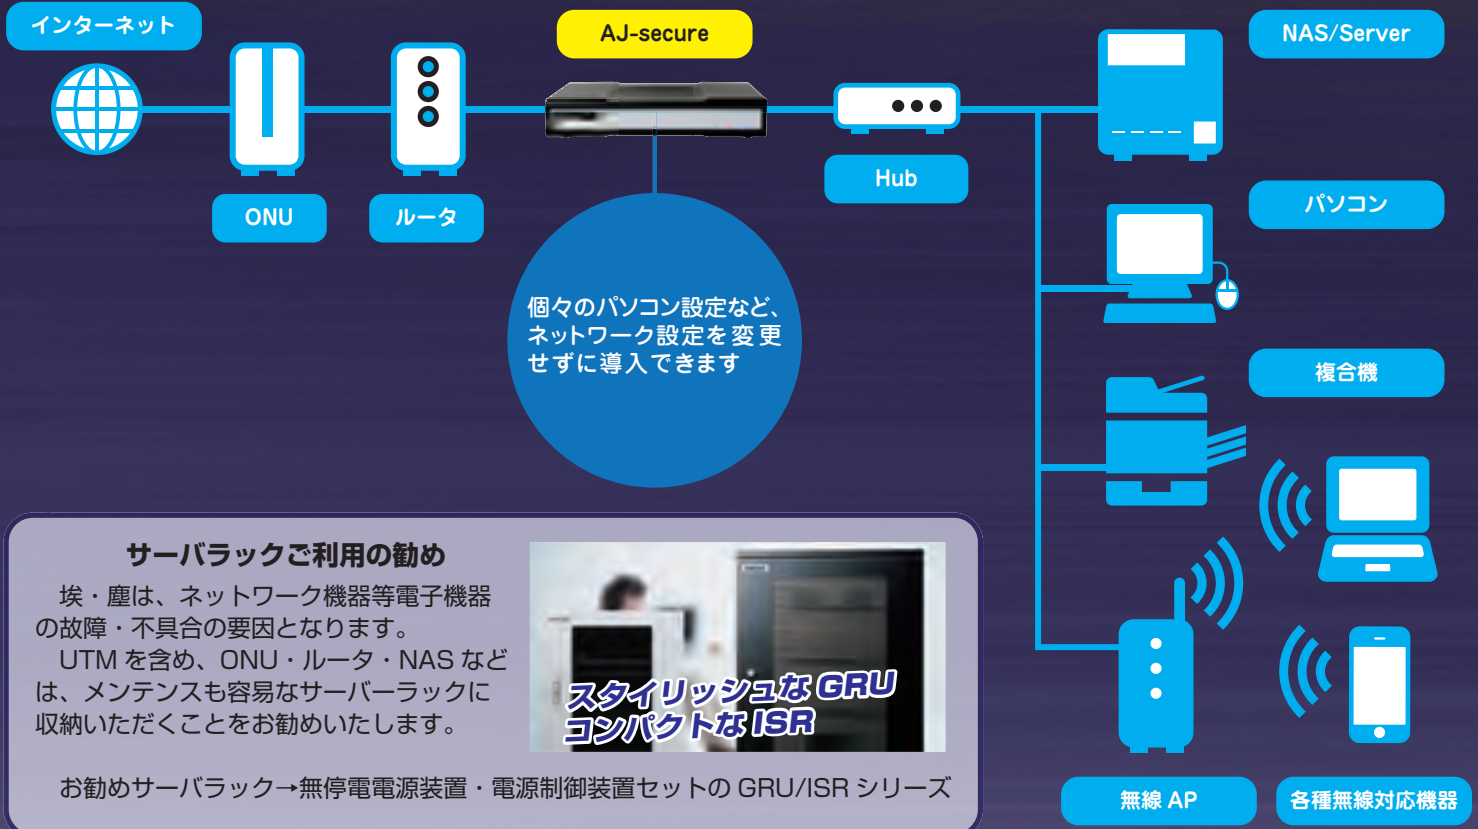 インターネット
AJ-secure
NAS/Server
Hub
ONU
ルータ
パソコン
個々のパソコン設定など、
ネットワーク設定を変更
せずに導入できます
複合機
サーバラックご利用の勧め
埃・塵は、ネットワーク機器等電子機器
の故障・不具合の要因となります。
UTM を含め、ONU・ルータ・NAS など
は、メンテンスも容易なサーバーラックに
収納いただくことをお勧めいたします。
スタイリッシュな GRU
コンパクトな ISR
お勧めサーバラック→無停電電源装置・電源制御装置セットの GRU/ISR シリーズ
無線 AP
各種無線対応機器